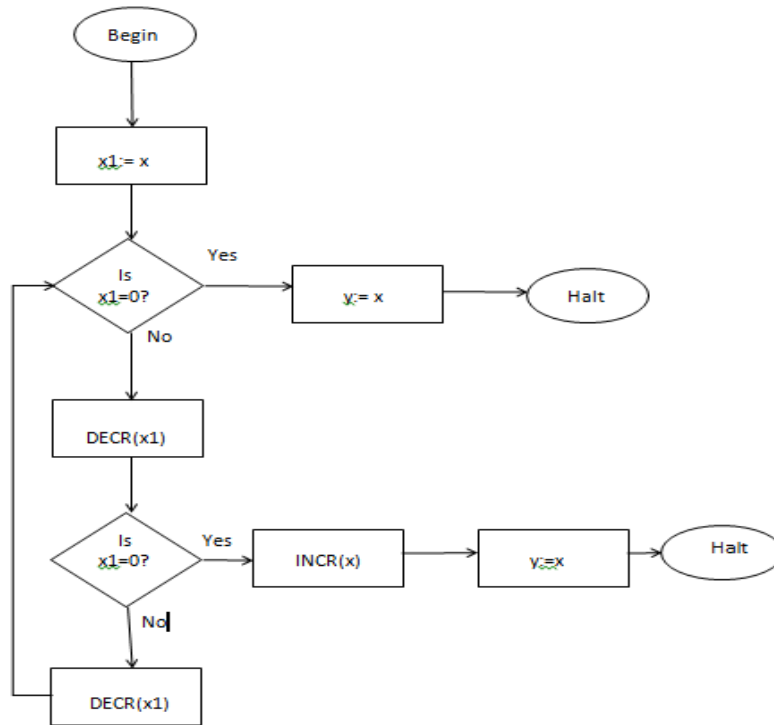 Begin
x1:= x
Is
x1=0?
Yes
y:= x
Halt
No
DECR(x1)
Is
x1=0?
Yes
INCR(x)
y:=x
Halt
No
DECR(x1)